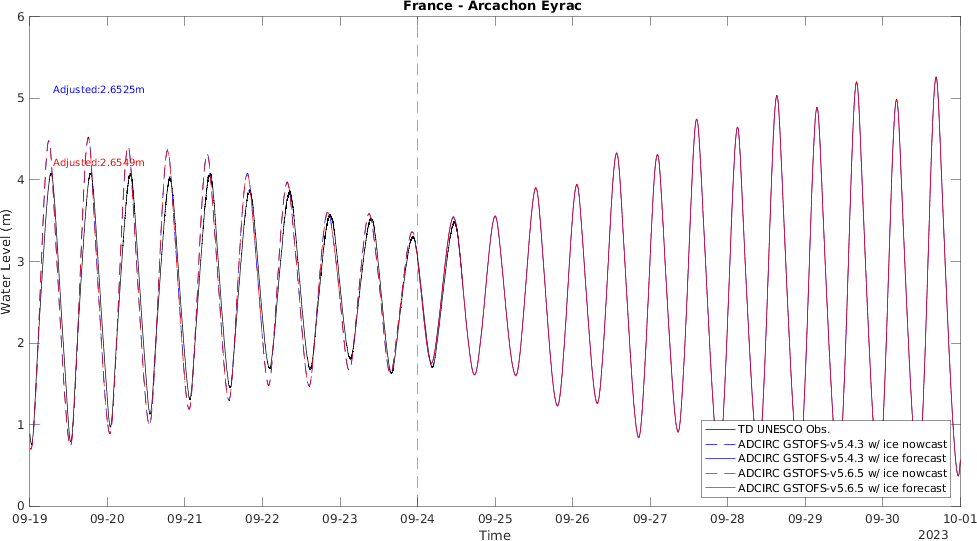 France - Arcachon Eyrac
6
5
4
3
2
1
0
Water Level (m)
Adjusted:2.6525m
Adjusted:2.6549m
TD UNESCO Obs.
ADCIRC GSTOFS-v5.4.3 w/ ice nowcast
ADCIRC GSTOFS-v5.4.3 w/ ice forecast
ADCIRC GSTOFS-v5.6.5 w/ ice nowcast
ADCIRC GSTOFS-v5.6.5 w/ ice forecast
09-19 09-20 09-21 09-22 09-23 09-24 09-25 09-26 09-27 09-28 09-29 09-30 10-01
Time
2023